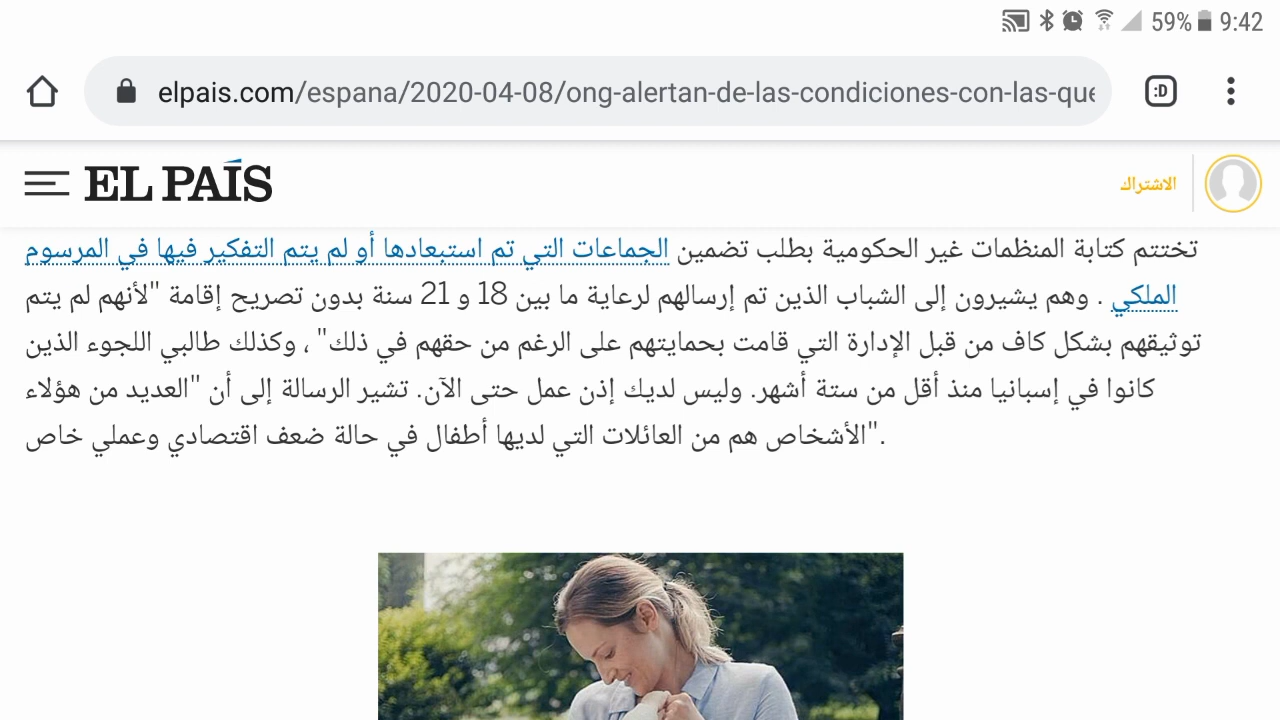 59% 9:42
elpais.com/espana/2020-04-08/ong-alertan-de-las-condiciones-con-las-que
:D
EL PAÍS
الاشتراك
تختتم كتابة المنظمات غير الحكومية بطلب تضمين الجماعات التي تم استبعادها أو لم يتم التفكير فيها في المرسوم
الملكي . وهم يشيرون إلى الشباب الذين تم إرسالهم لرعاية ما بين 18 و 21 سنة بدون تصريح إقامة "لأنهم لم يتم
توثيقهم بشكل كاف من قبل الإدارة التي قامت بحمايتهم على الرغم من حقهم في ذلك" ، وكذلك طالبي اللجوء الذين
كانوا في إسبانيا منذ أقل من ستة أشهر. وليس لديك إذن عمل حتى الآن. تشير الرسالة إلى أن "العديد من هؤلاء
الأشخاص هم من العائلات التي لديها أطفال في حالة ضعف اقتصادي وعملي خاص".